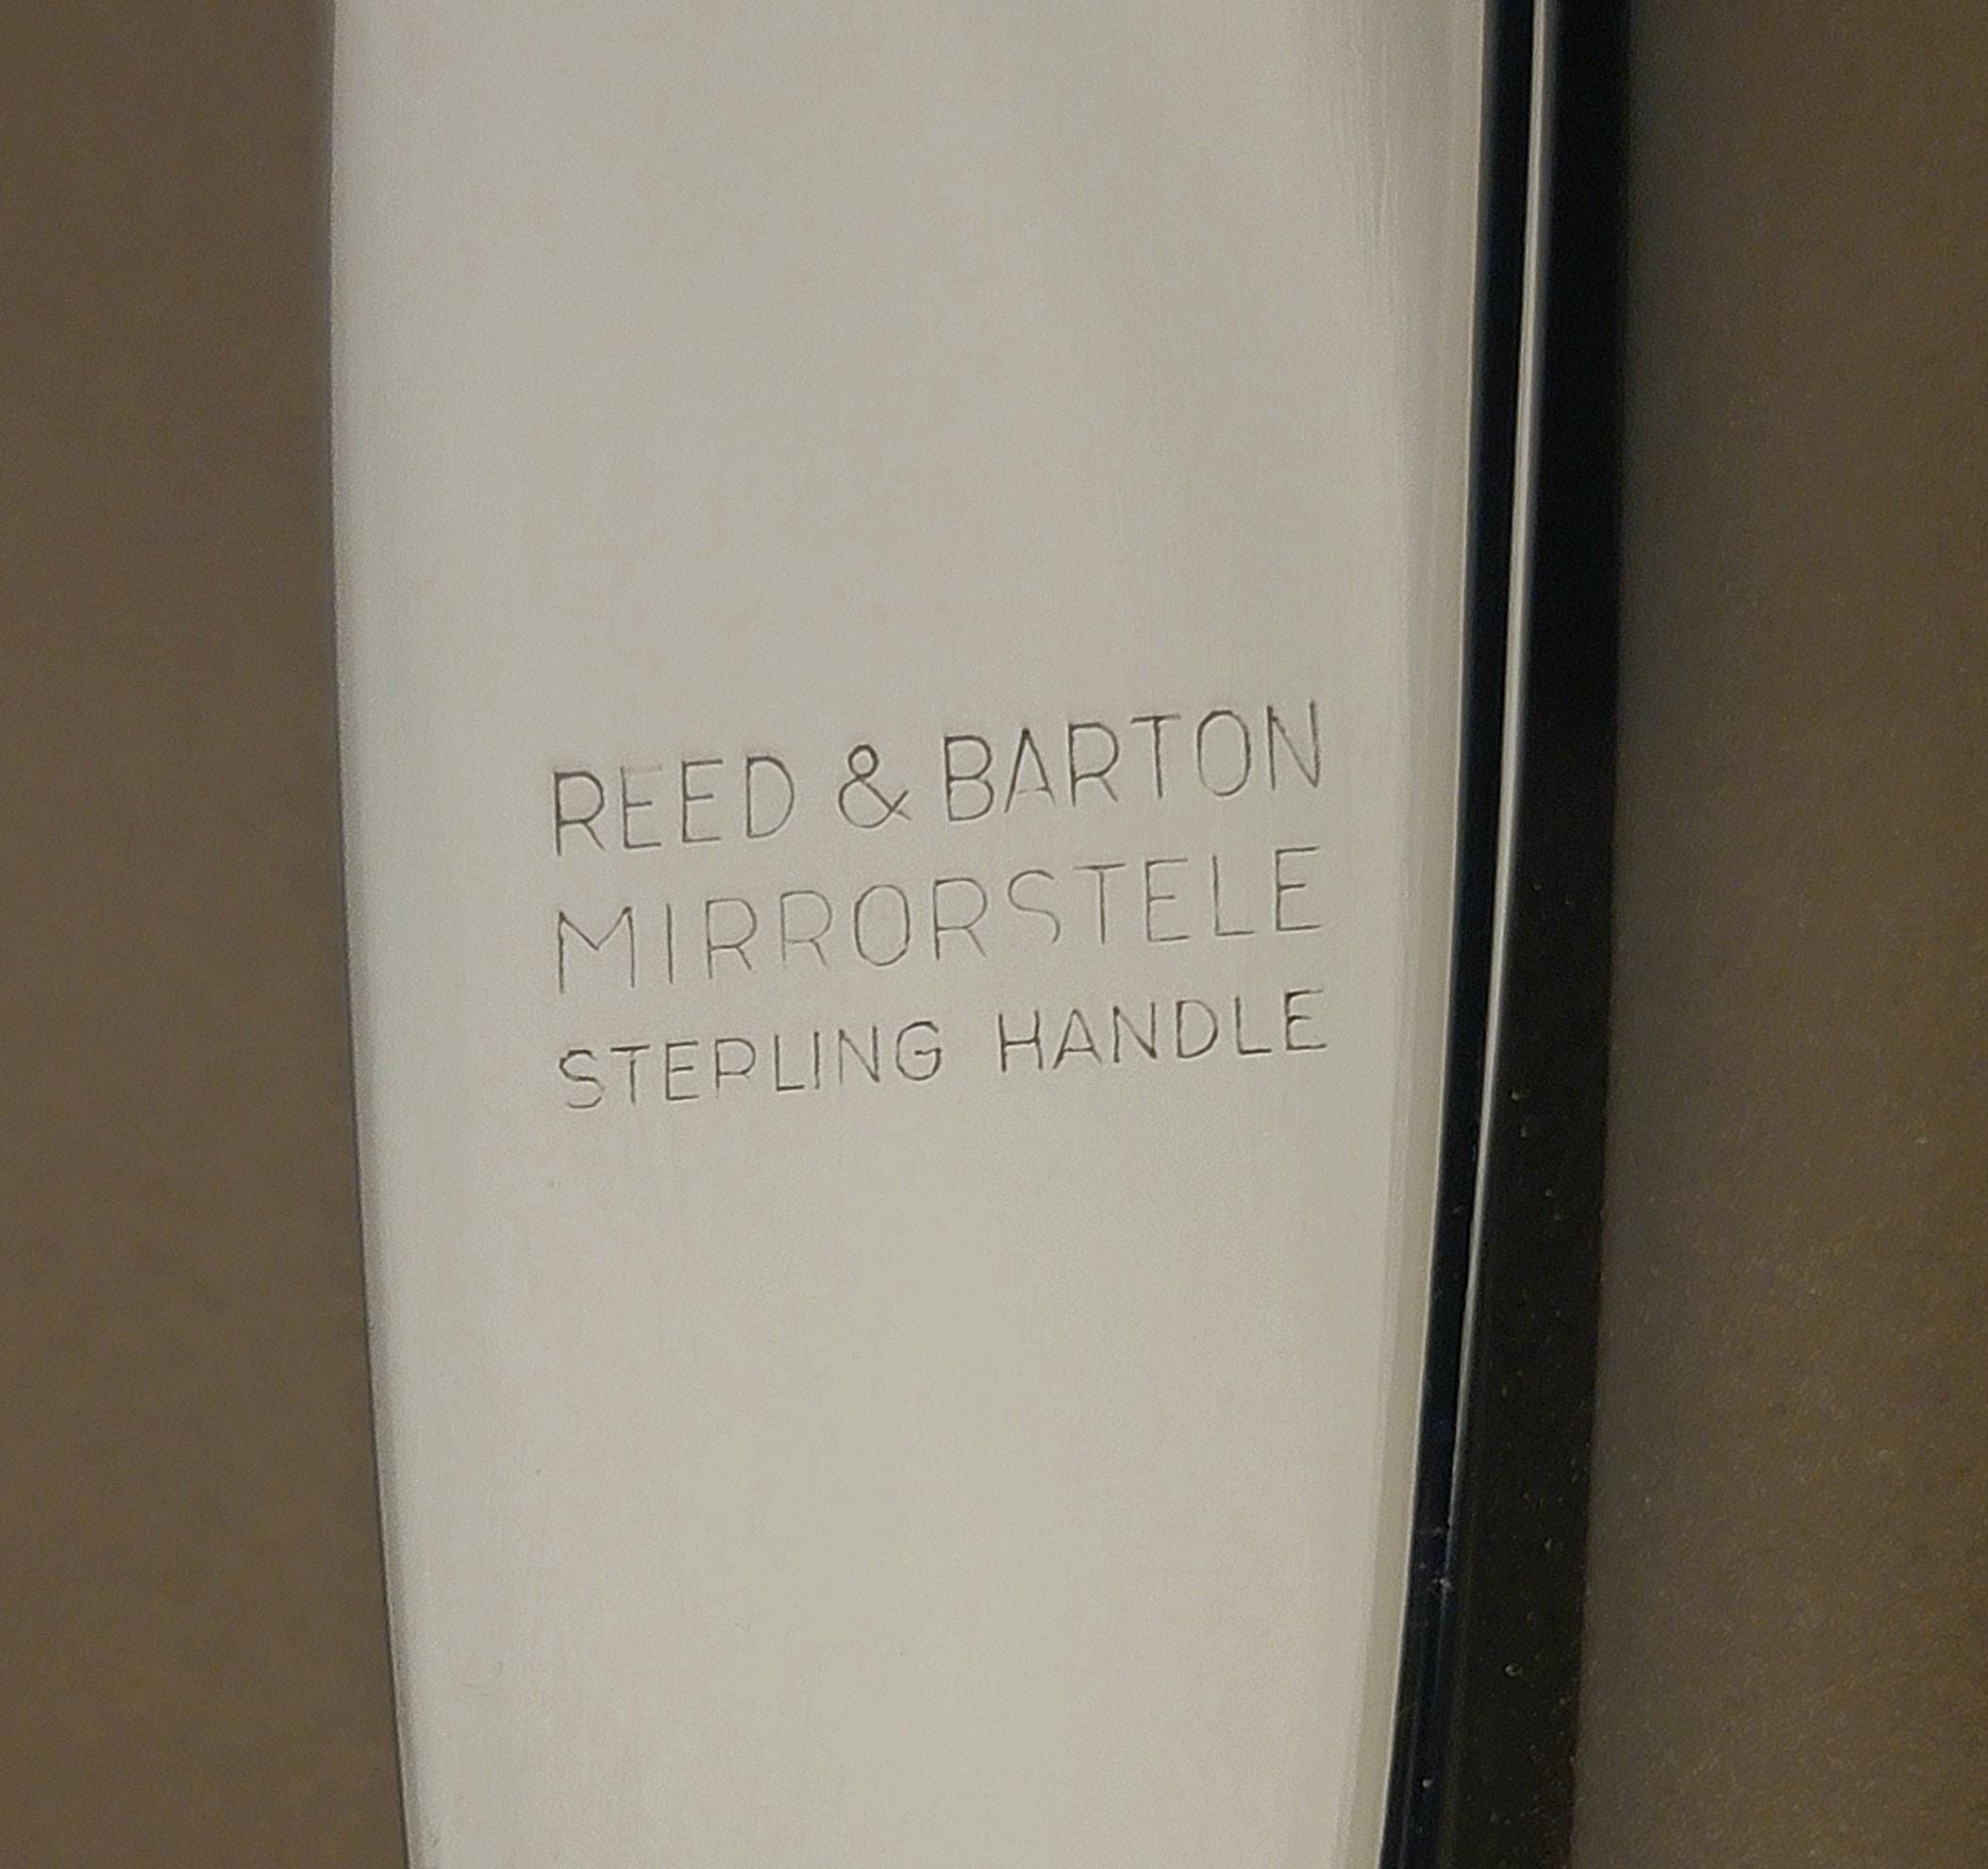 REED & BARTON
MIRRORSTELE
STERLING HANDLE